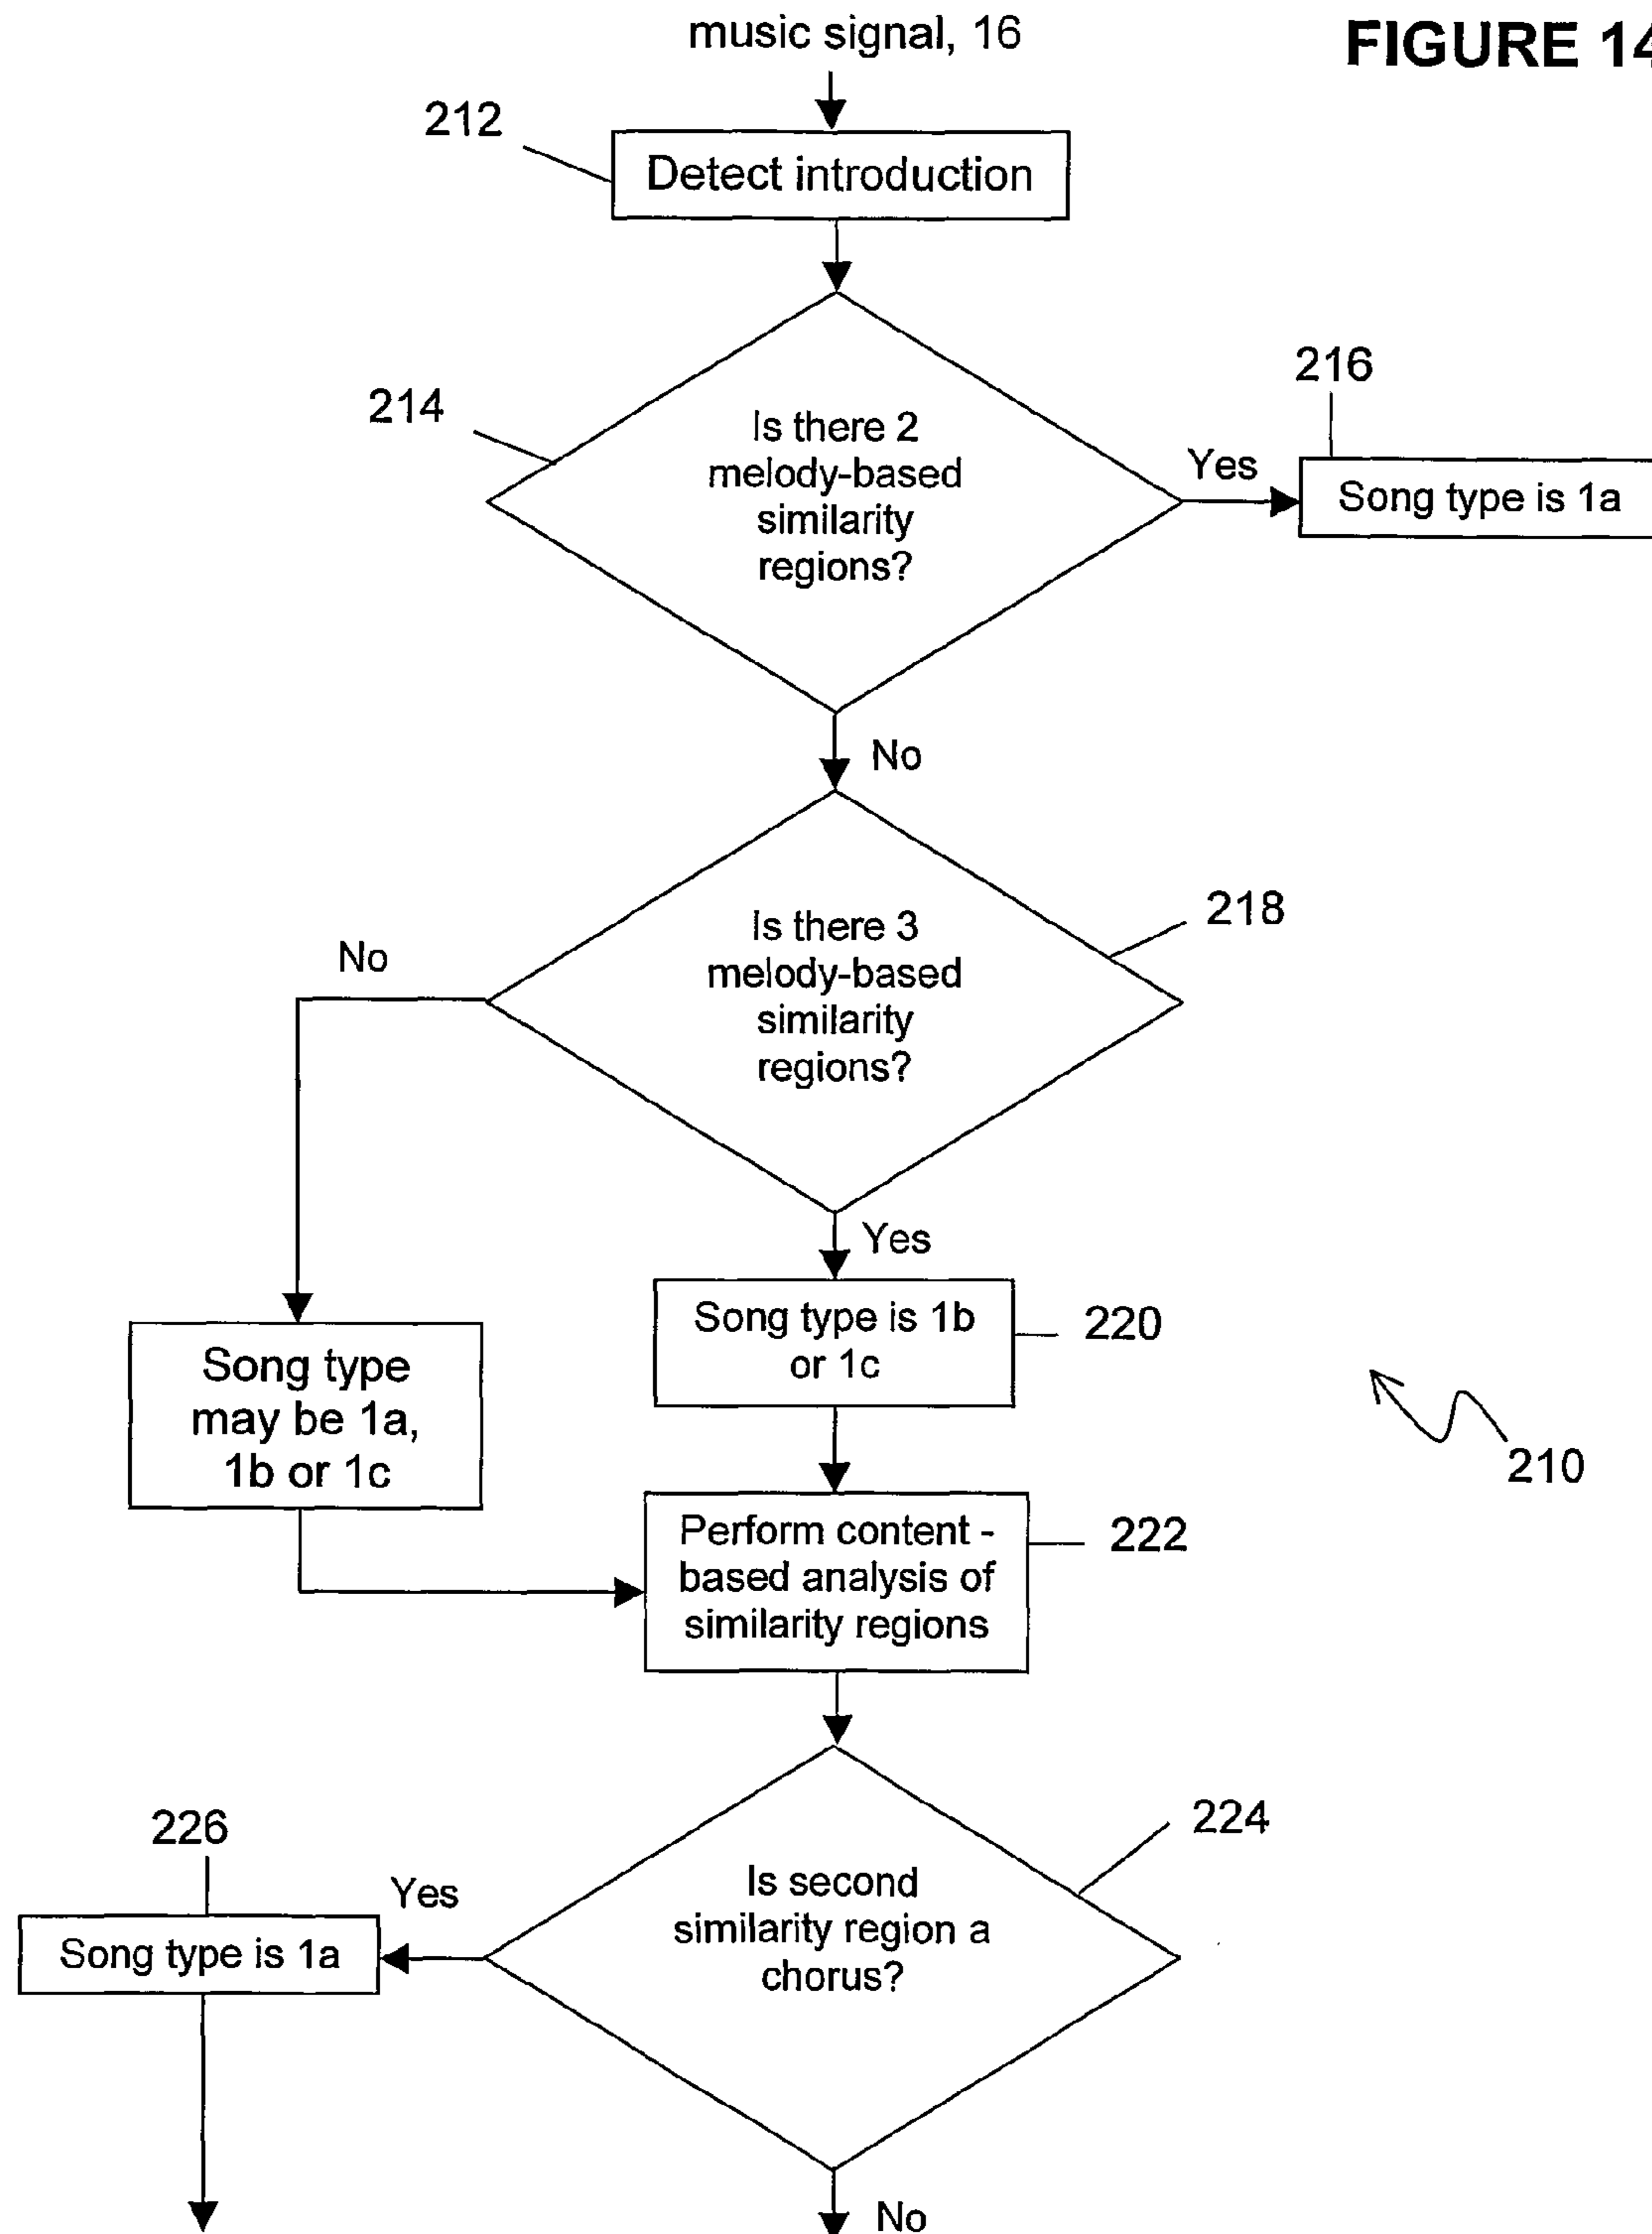 music signal, 16
FIGURE 14
212
Detect introduction
214
Is there 2
melody-based
similarity
regions?
Yes
216
Song type is 1a
No
218
Is there 3
melody-based
similarity
regions?
No
Yes
Song type is 1b
or 1c
220
Song type
may be 1a,
1b or 1c
210
Perform content -
based analysis of
similarity regions
222
224
Is second
similarity region a
chorus?
226
Yes
Song type is 1a
No